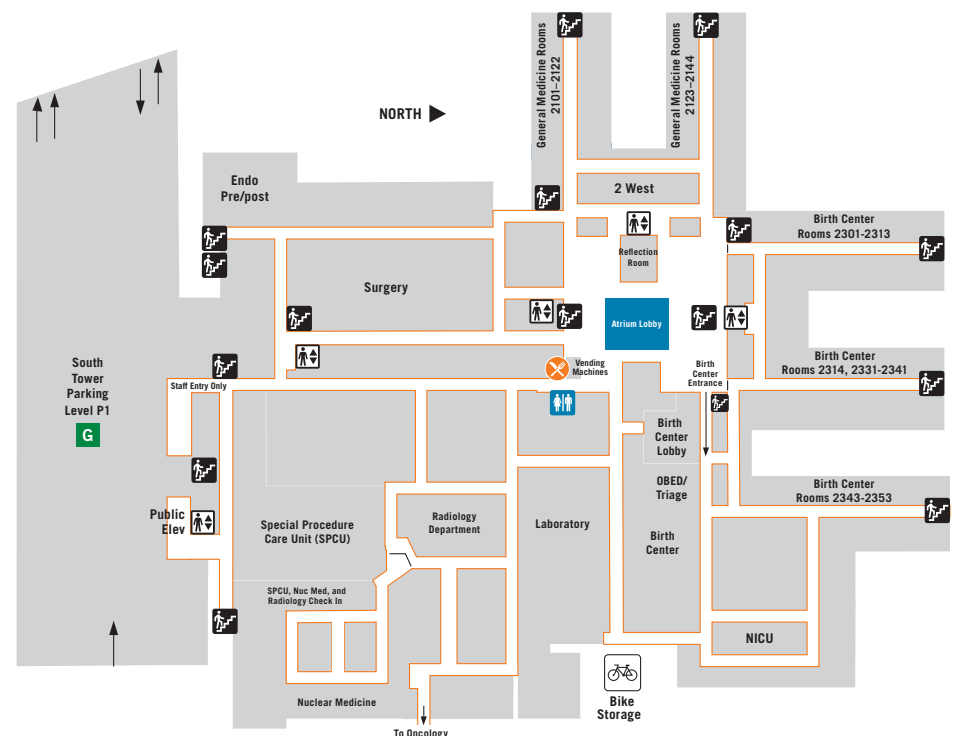 General Medicine Rooms
2101–2122
General Medicine Rooms
2123–2144
NORTH
Endo
Pre/post
2 West
Birth Center
Rooms 2301-2313
Reflection
Room
Surgery
Atrium Lobby
Vending
Machines
Birth
Center
Entrance
Birth Center
Rooms 2314, 2331-2341
South
Tower
Parking
Level P1
G
Staff Entry Only
Birth
Center
Lobby
OBED/
Triage
Birth Center
Rooms 2343-2353
Public
Elev
Special Procedure
Care Unit (SPCU)
Radiology
Department
Laboratory
Birth
Center
SPCU, Nuc Med, and
Radiology Check In
NICU
Nuclear Medicine
Bike
Storage
To Oncology